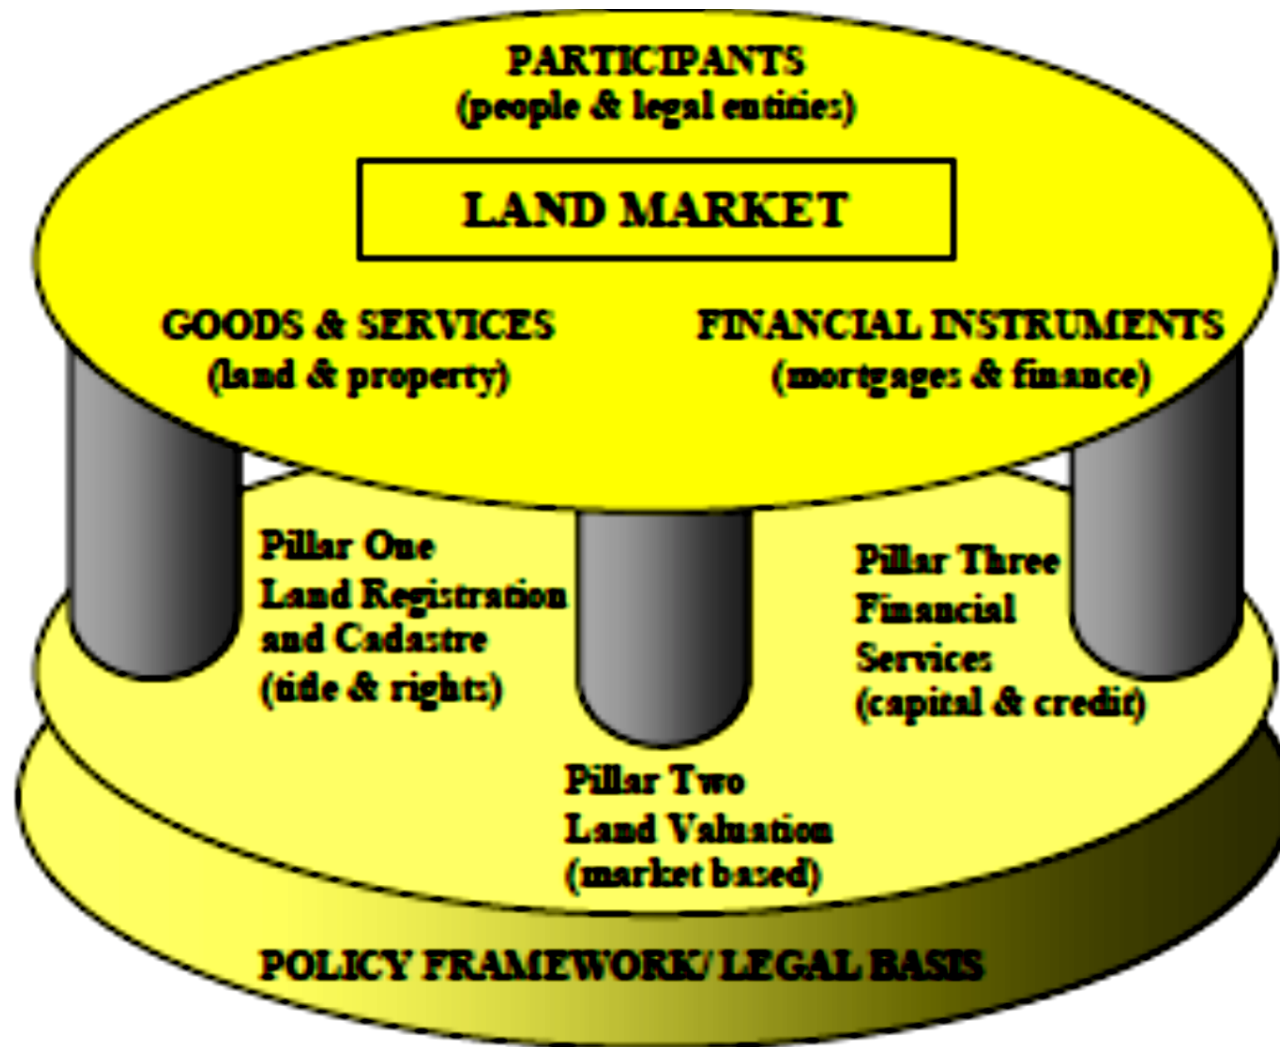 PARTICIPANTS
(people & legal entities)
LAND MARKET
GOODS & SERVICES
(land & property)
FINANCIAL INSTRUMENTS
(mortgages & finance)
Pillar One
Land Registration
and Cadastre
(title & rights)
Pillar Two
Land Valuation
(market based)
Pillar Three
Financial
Services
(capital & credit)
POLICY FRAMEWORK/ LEGAL BASIS